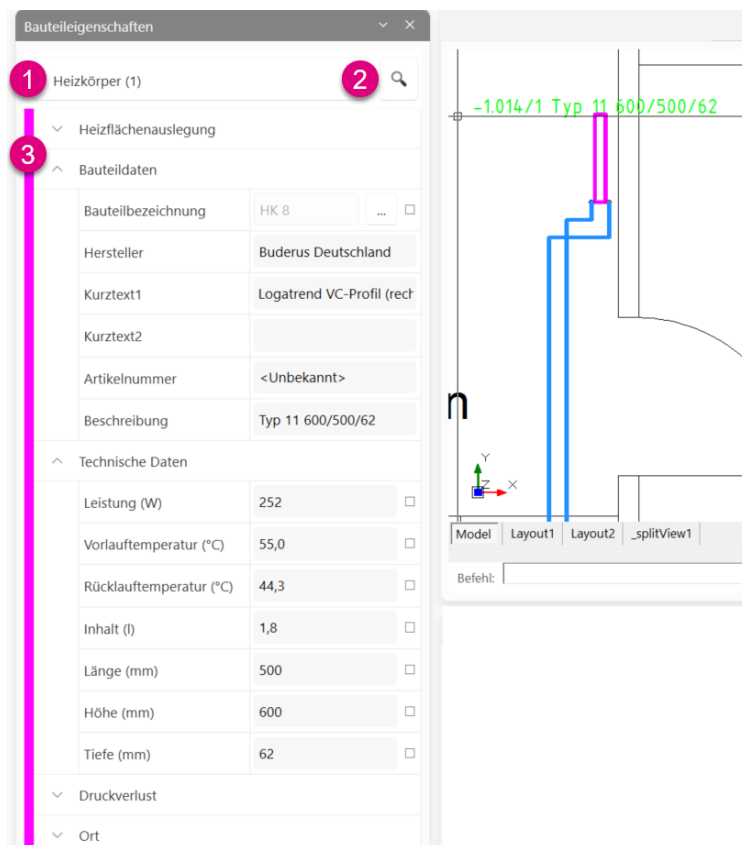 Bauteileigenschaften
1 Heizkörper (1) 2
3
Heizflächenauslegung
Bauteildaten
Bauteilbezeichnung HK 8 ...
Hersteller Buderus Deutschland
Kurztext1 Logatrend VC-Profil (rech
Kurztext2
Artikelnummer <Unbekannt>
Beschreibung Typ 11 600/500/62
Technische Daten
Leistung (W) 252
Vorlauftemperatur (°C) 55,0
Rücklauftemperatur (°C) 44,3
Inhalt (l) 1,8
Länge (mm) 500
Höhe (mm) 600
Tiefe (mm) 62
Druckverlust
Ort
-1.014/1 Typ 11 600/500/62
n
Y
Z X
Model Layout1 Layout2 _splitView1
Befehl: